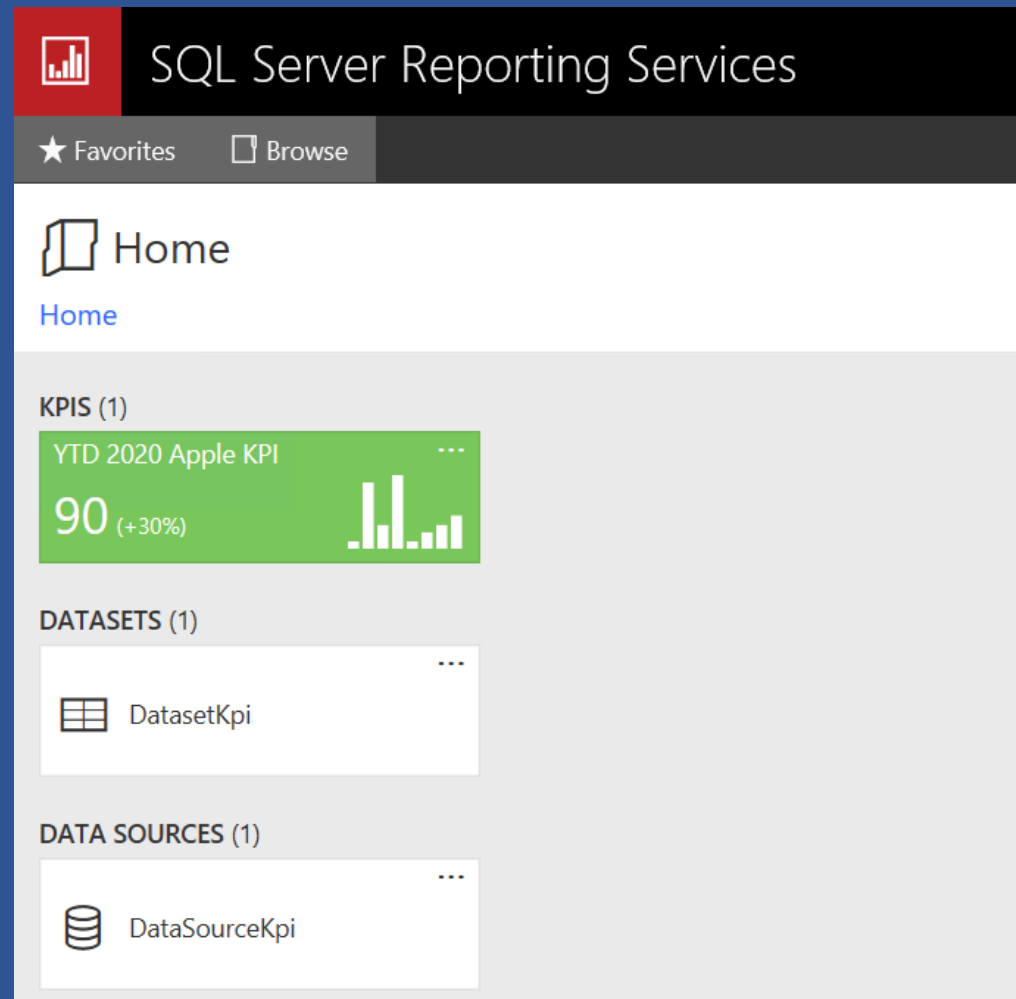 SQL Server Reporting Services
Favorites Browse
Home
Home
KPIS (1)
YTD 2020 Apple KPI ...
90 (+30%)
DATASETS (1)
...
DatasetKpi
DATA SOURCES (1)
...
DataSourceKpi